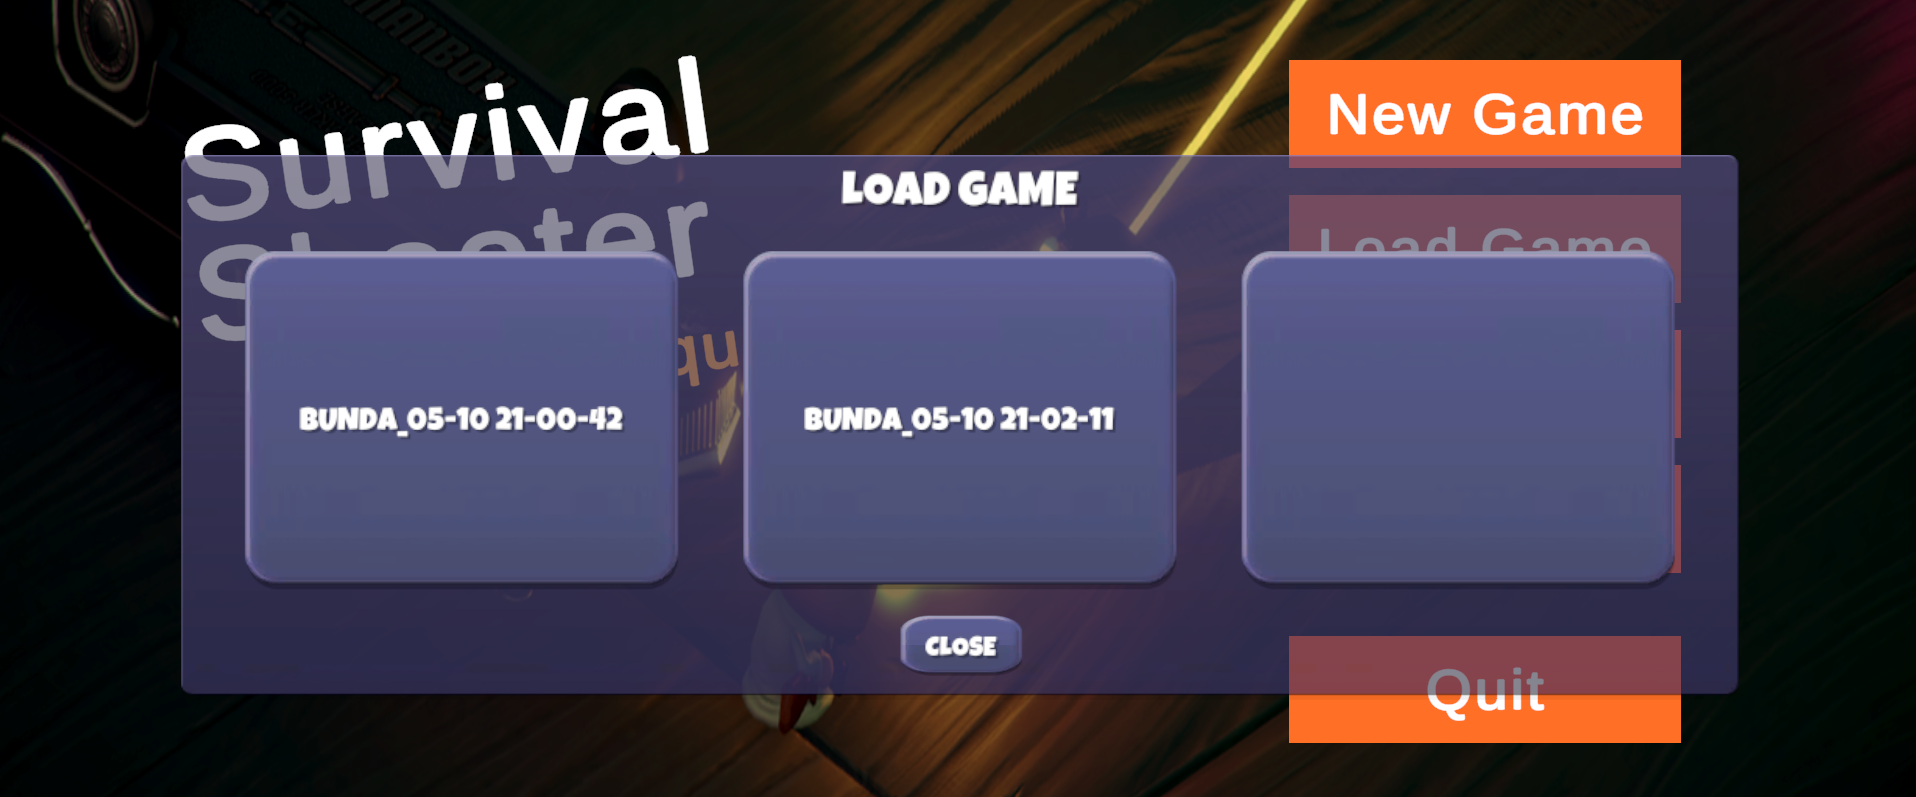 Survival
Shooter
New Game
LOAD GAME
Load Game
qu
BUNDA_05-10 21-00-42
BUNDA_05-10 21-02-11
CLOSE
Quit